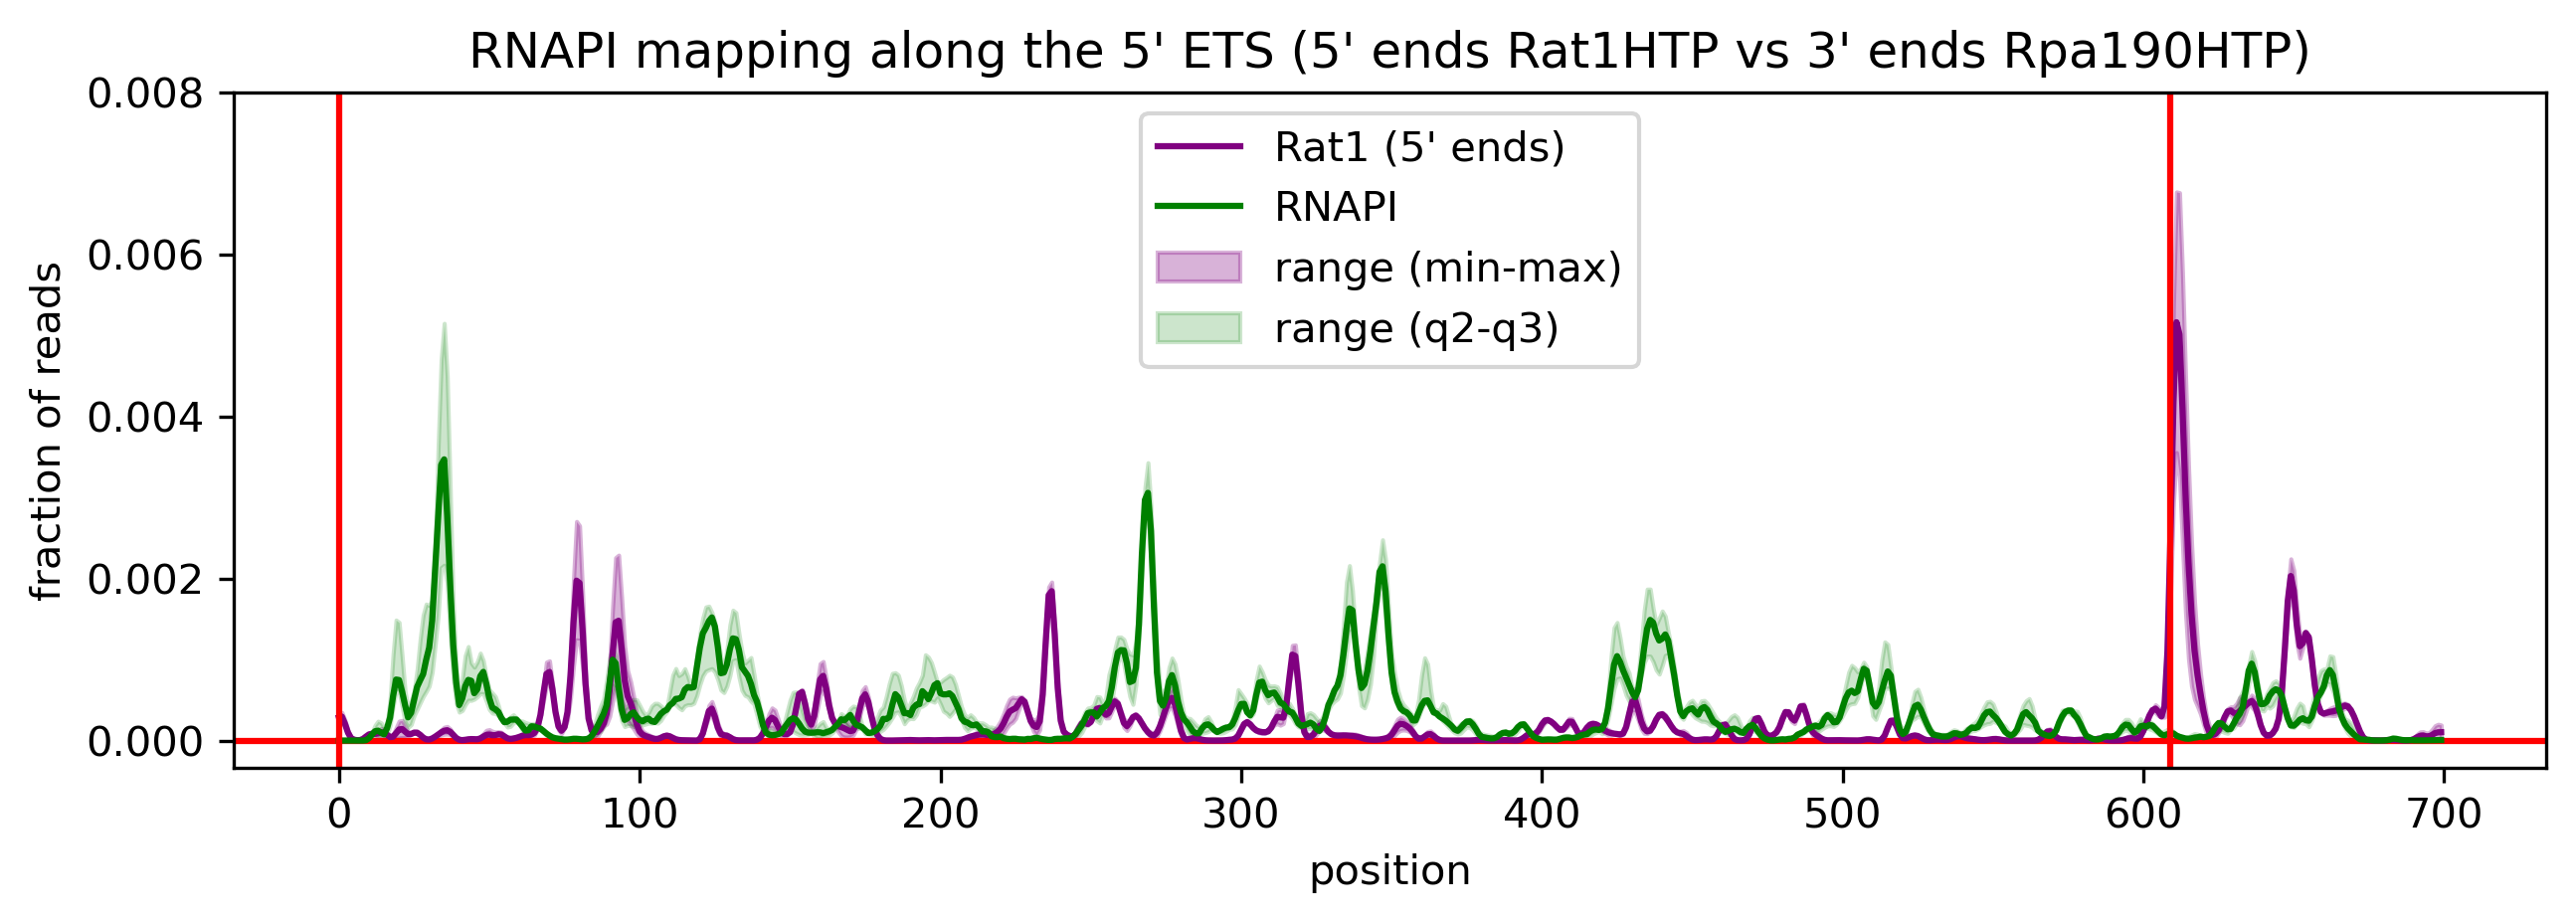 RNAPI mapping along the 5' ETS (5' ends Rat1HTP vs 3' ends Rpa190HTP)
0.008
0.006
0.004
0.002
0.000
fraction of reads
Rat1 (5' ends)
RNAPI
range (min-max)
range (q2-q3)
0 100 200 300 400 500 600 700
position